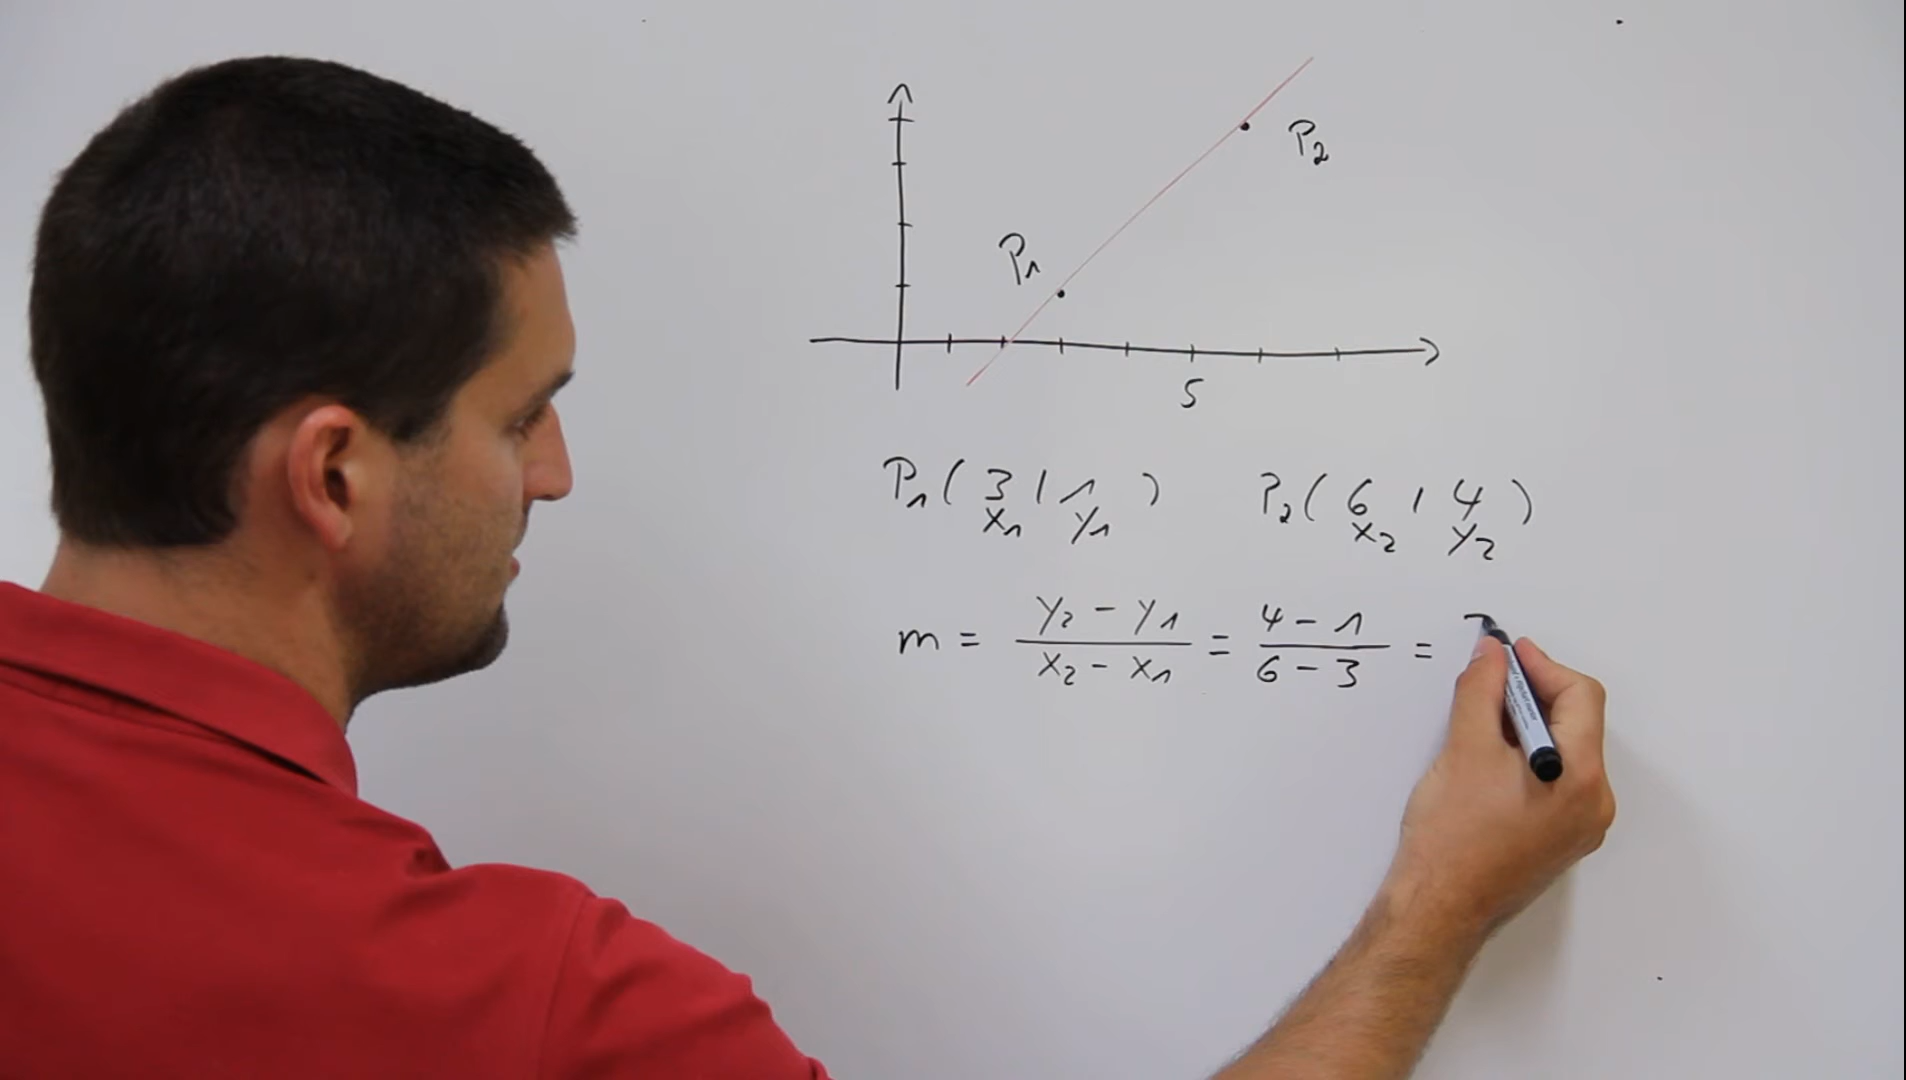 P₂
P₁
5
P₁( 3 | 1 ) P₂( 6 | 4 )
x₁ y₁ x₂ y₂
m = (y₂ - y₁)/(x₂ - x₁) = (4 - 1)/(6 - 3) =